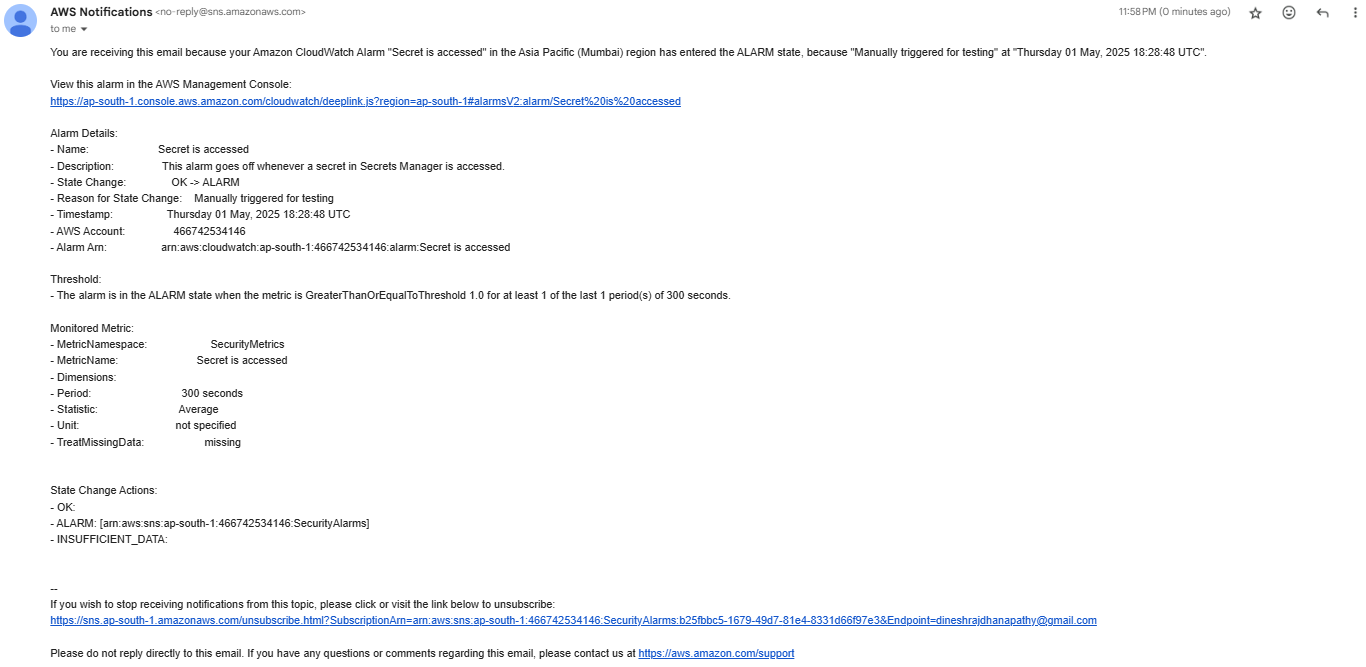 AWS Notifications <no-reply@sns.amazonaws.com>
11:58 PM (0 minutes ago)
to me
You are receiving this email because your Amazon CloudWatch Alarm "Secret is accessed" in the Asia Pacific (Mumbai) region has entered the ALARM state, because "Manually triggered for testing" at "Thursday 01 May, 2025 18:28:48 UTC".
View this alarm in the AWS Management Console:
https://ap-south-1.console.aws.amazon.com/cloudwatch/deeplink.js?region=ap-south-1#alarmsV2:alarm/Secret%20is%20accessed
Alarm Details:
- Name: Secret is accessed
- Description: This alarm goes off whenever a secret in Secrets Manager is accessed.
- State Change: OK -> ALARM
- Reason for State Change: Manually triggered for testing
- Timestamp: Thursday 01 May, 2025 18:28:48 UTC
- AWS Account: 466742534146
- Alarm Arn: arn:aws:cloudwatch:ap-south-1:466742534146:alarm:Secret is accessed
Threshold:
- The alarm is in the ALARM state when the metric is GreaterThanOrEqualToThreshold 1.0 for at least 1 of the last 1 period(s) of 300 seconds.
Monitored Metric:
- MetricNamespace: SecurityMetrics
- MetricName: Secret is accessed
- Dimensions:
- Period: 300 seconds
- Statistic: Average
- Unit: not specified
- TreatMissingData: missing
State Change Actions:
- OK:
- ALARM: [arn:aws:sns:ap-south-1:466742534146:SecurityAlarms]
- INSUFFICIENT_DATA:
--
If you wish to stop receiving notifications from this topic, please click or visit the link below to unsubscribe:
https://sns.ap-south-1.amazonaws.com/unsubscribe.html?SubscriptionArn=arn:aws:sns:ap-south-1:466742534146:SecurityAlarms:b25fbbc5-1679-49d7-81e4-8331d66f97e3&Endpoint=dineshrajdhanapathy@gmail.com
Please do not reply directly to this email. If you have any questions or comments regarding this email, please contact us at https://aws.amazon.com/support